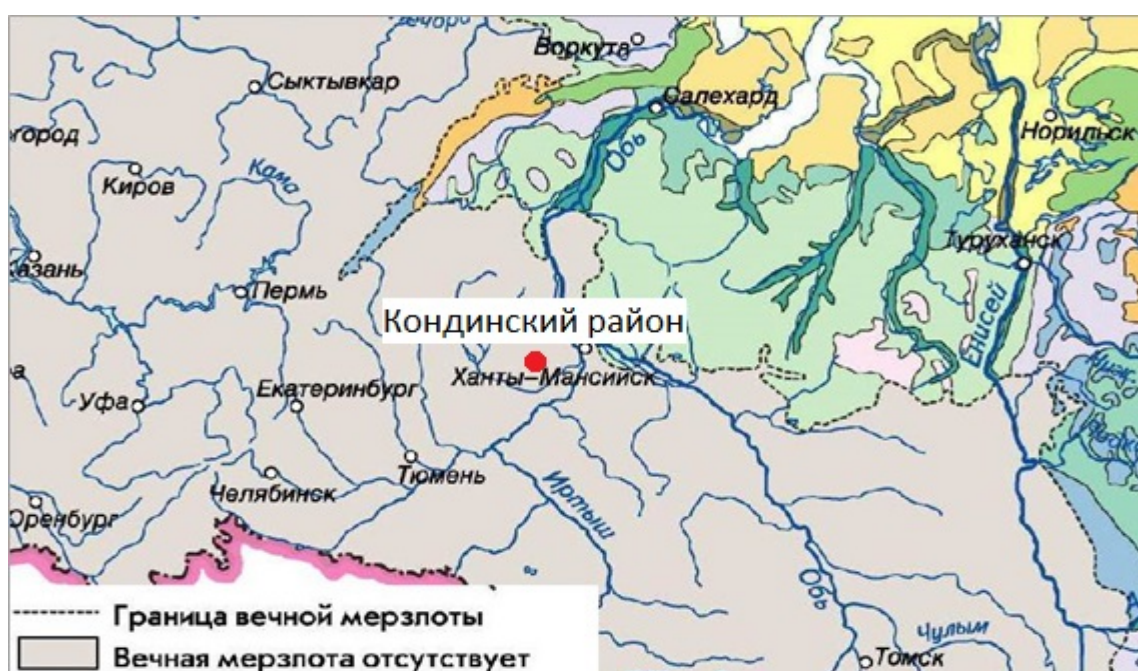 Печора
Воркута
Сыктывкар
Салехард
Норильск
город
Обь
Киров
Кама
Туруханск
Казань
Пермь
Кондинский район
Енисей
Ханты-Мансийск
Екатеринбург
Уфа
Тюмень
Челябинск
Иртыш
Оренбург
Обь
Граница вечной мерзлоты
Чулым
Вечная мерзлота отсутствует
Томск